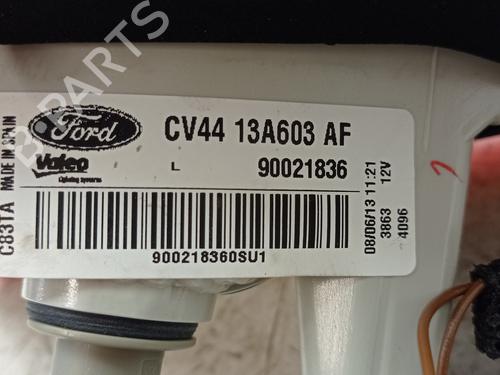 Ford
CV44 13A603 AF
Valeo
Lighting systems
L
90021836
900218360SU1
C83TA MADE IN SPAIN
08/06/13 11:21
3863 12V
4096
B-Parts